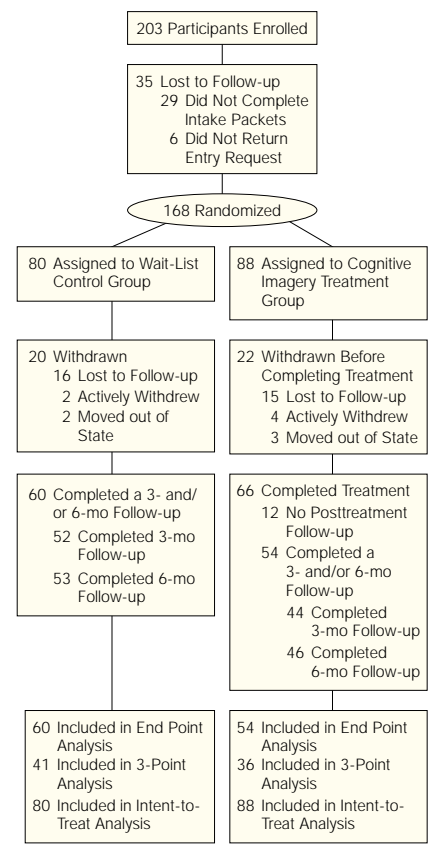 203 Participants Enrolled
35 Lost to Follow-up
29 Did Not Complete
Intake Packets
6 Did Not Return
Entry Request
168 Randomized
80 Assigned to Wait-List
Control Group
88 Assigned to Cognitive
Imagery Treatment
Group
20 Withdrawn
16 Lost to Follow-up
2 Actively Withdrew
2 Moved out of
State
22 Withdrawn Before
Completing Treatment
15 Lost to Follow-up
4 Actively Withdrew
3 Moved out of State
60 Completed a 3- and/
or 6-mo Follow-up
52 Completed 3-mo
Follow-up
53 Completed 6-mo
Follow-up
66 Completed Treatment
12 No Posttreatment
Follow-up
54 Completed a
3- and/or 6-mo
Follow-up
44 Completed
3-mo Follow-up
46 Completed
6-mo Follow-up
60 Included in End Point
Analysis
41 Included in 3-Point
Analysis
80 Included in Intent-to-
Treat Analysis
54 Included in End Point
Analysis
36 Included in 3-Point
Analysis
88 Included in Intent-to-
Treat Analysis